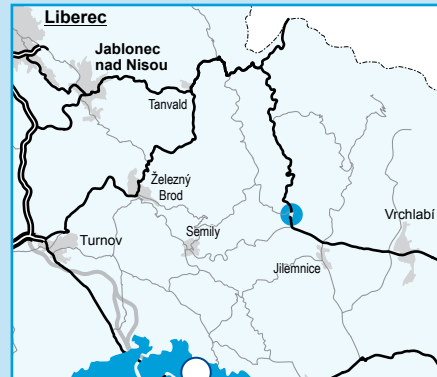 Liberec
Jablonec
nad Nisou
Tanvald
Železný
Brod
Turnov
Semily
Vrchlabí
Jilemnice